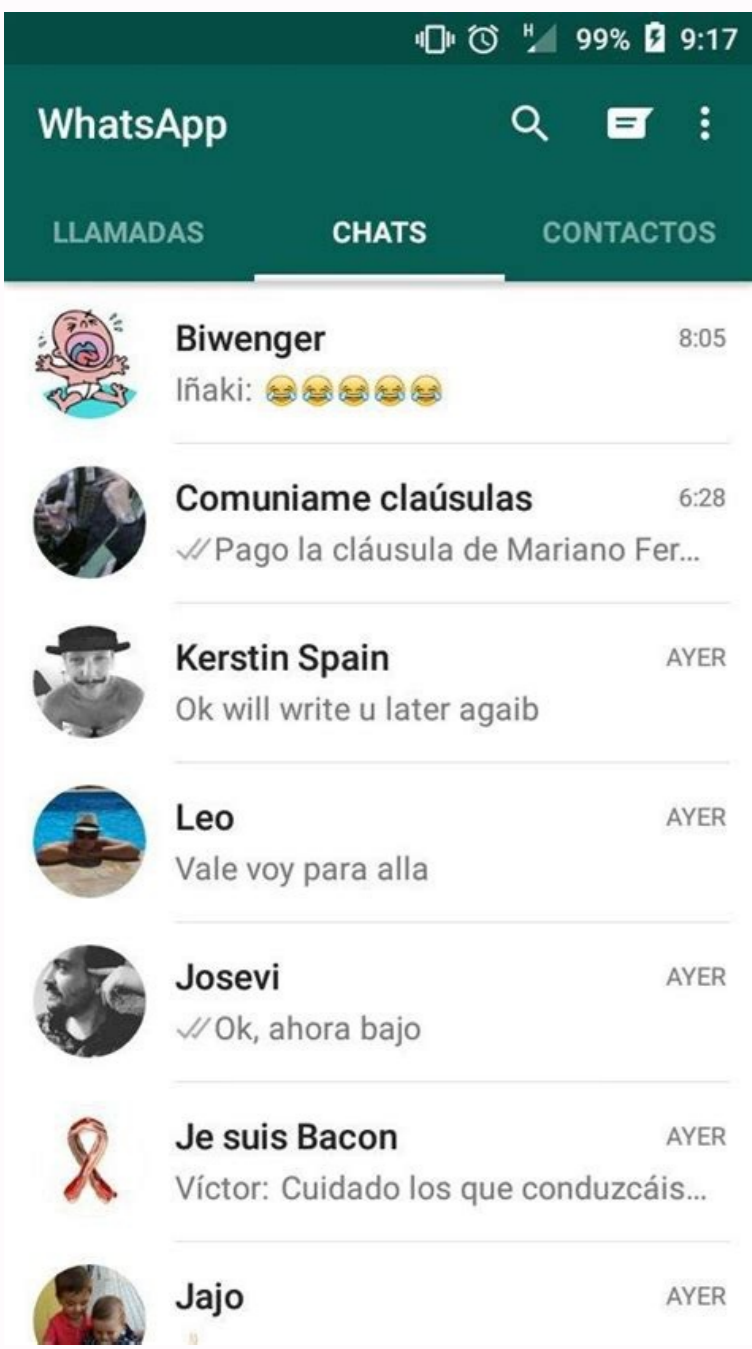 H 99% 9:17
WhatsApp
LLAMADAS CHATS CONTACTOS
Biwenger 8:05
Iñaki: 😂😂😂😂😂
Comuniame claúsulas 6:28
Pago la cláusula de Mariano Fer...
Kerstin Spain AYER
Ok will write u later agaib
Leo AYER
Vale voy para alla
Josevi AYER
Ok, ahora bajo
Je suis Bacon AYER
Víctor: Cuidado los que conduzcáis...
Jajo AYER